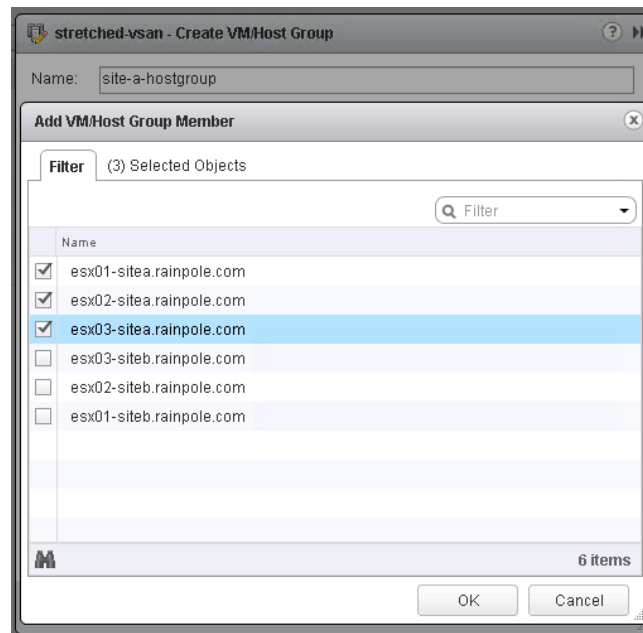 stretched-vsan - Create VM/Host Group
Name: site-a-hostgroup
Add VM/Host Group Member
Filter (3) Selected Objects
Filter
Name
esx01-sitea.rainpole.com
esx02-sitea.rainpole.com
esx03-sitea.rainpole.com
esx03-siteb.rainpole.com
esx02-siteb.rainpole.com
esx01-siteb.rainpole.com
6 items
OK Cancel